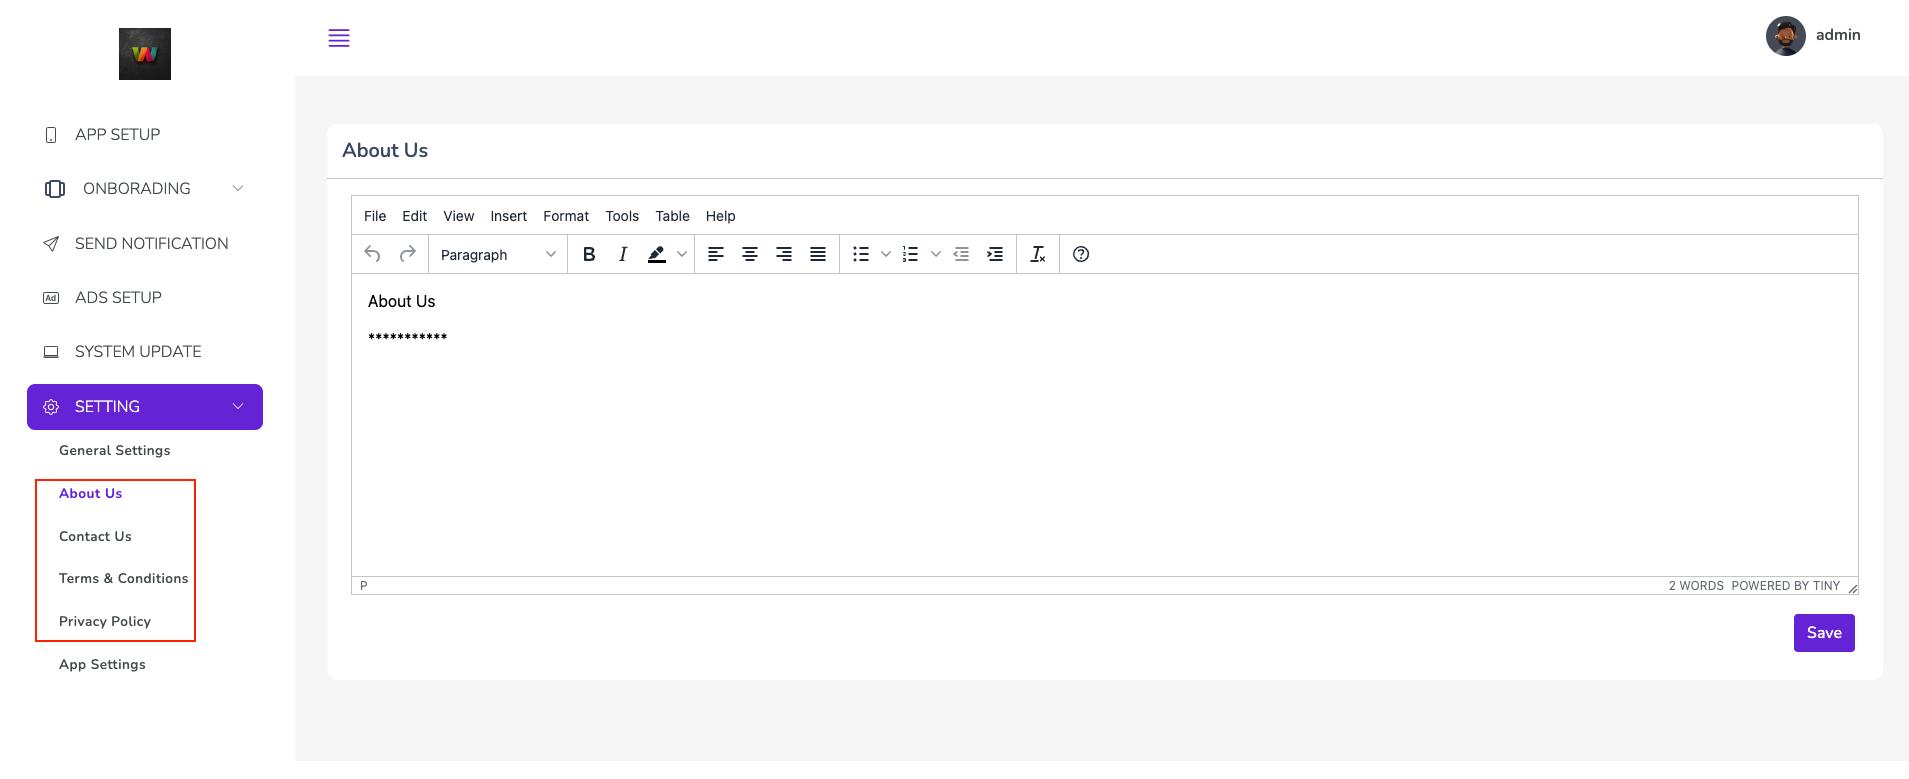 admin
APP SETUP
ONBORADING
SEND NOTIFICATION
Ad ADS SETUP
SYSTEM UPDATE
SETTING
General Settings
About Us
Contact Us
Terms & Conditions
Privacy Policy
App Settings
About Us
File Edit View Insert Format Tools Table Help
Paragraph B I
About Us
***********
P 2 WORDS POWERED BY TINY
Save